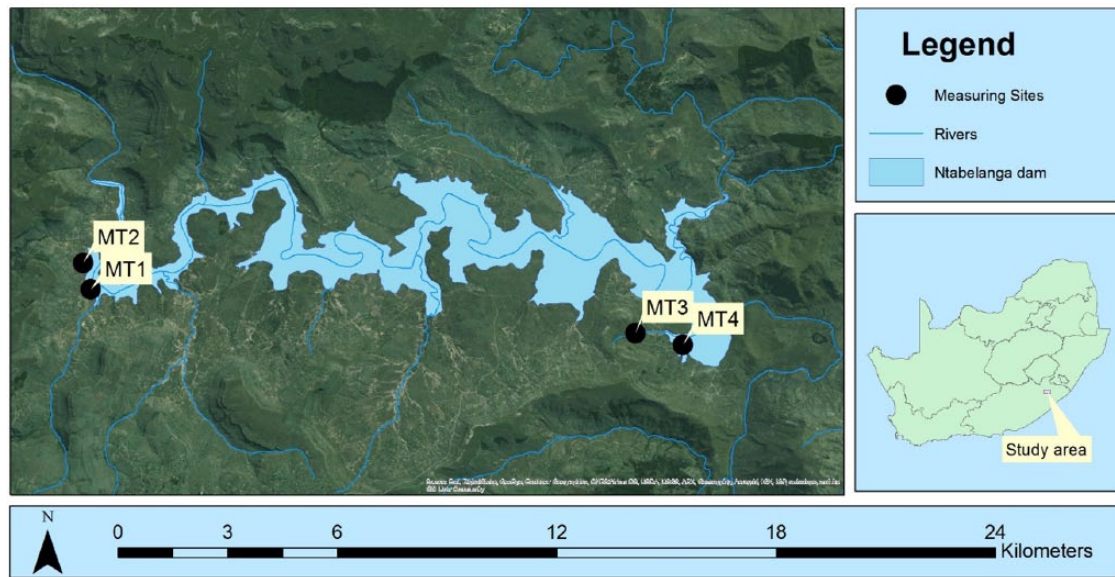 Legend
Measuring Sites
Rivers
Ntabelanga dam
MT2
MT1
MT3
MT4
Study area
N
0 3 6 12 18 24
Kilometers